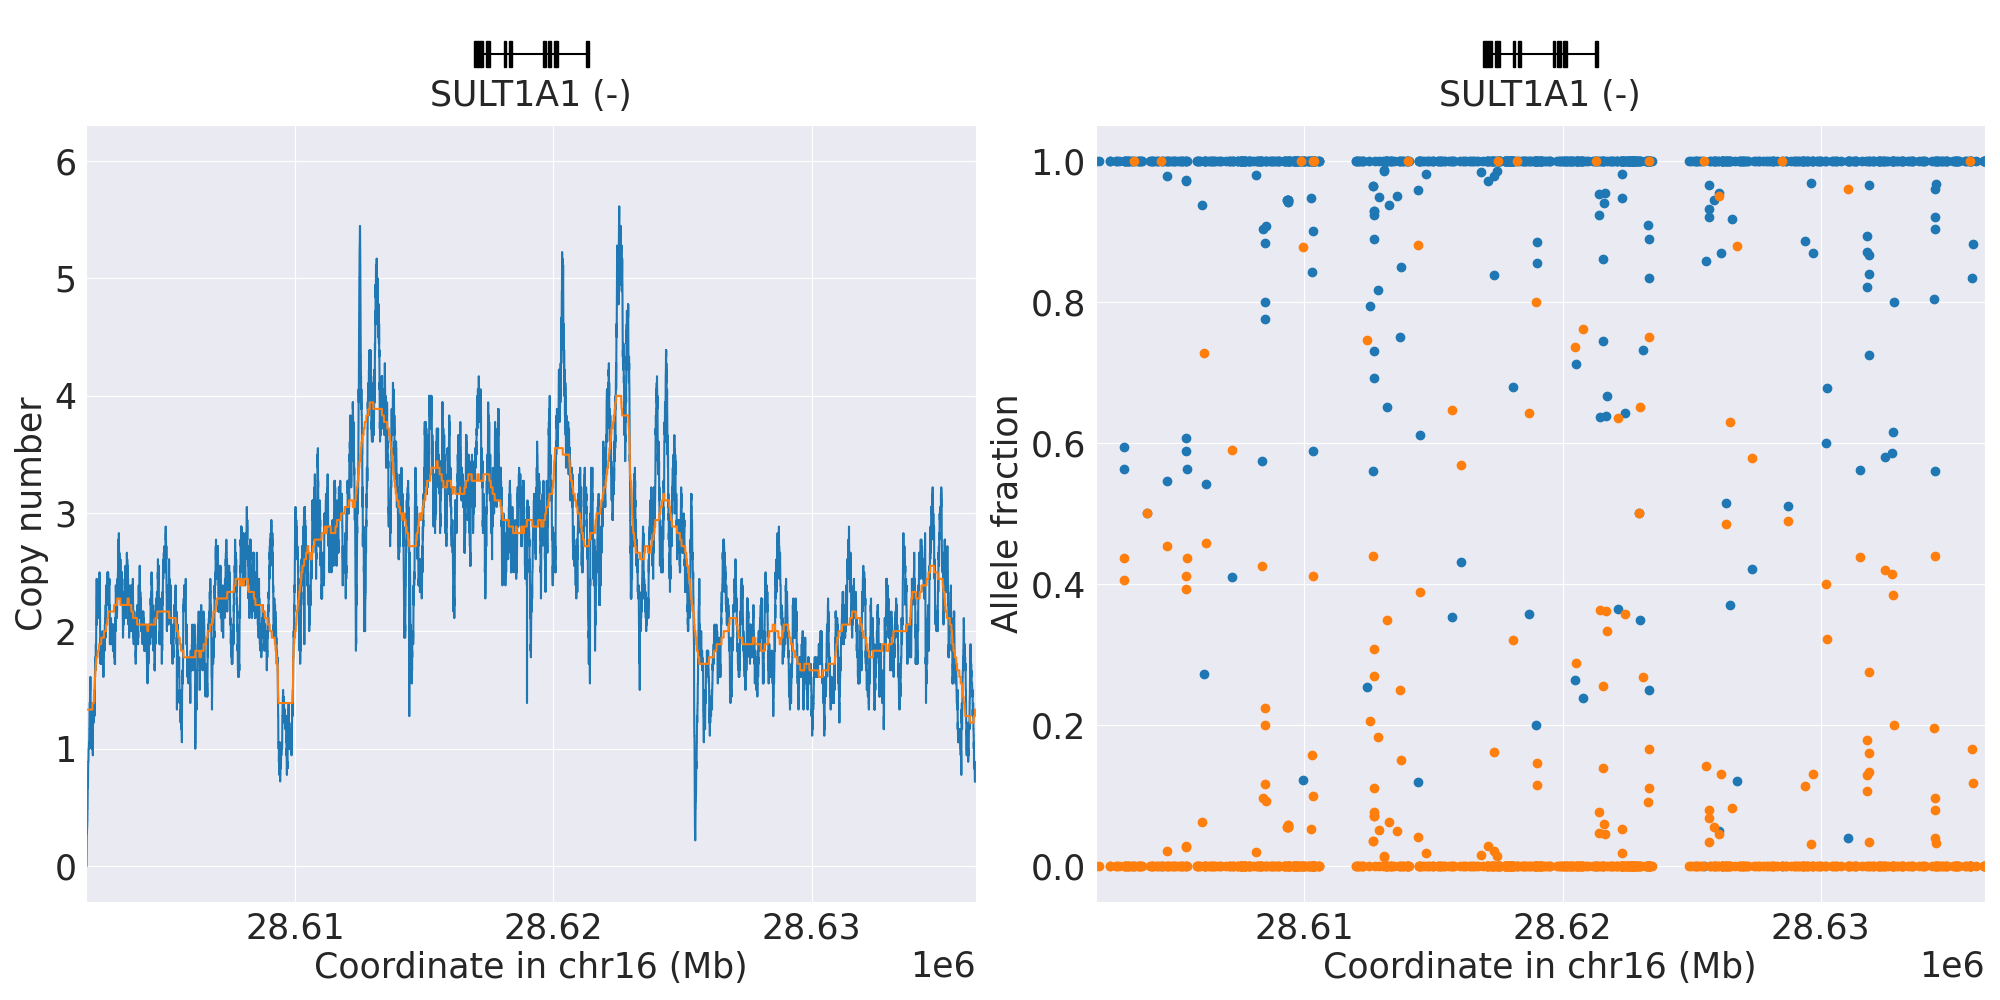 SULT1A1 (-)
Copy number
6
5
4
3
2
1
0
28.61
28.62
28.63
Coordinate in chr16 (Mb)
1e6
SULT1A1 (-)
Allele fraction
1.0
0.8
0.6
0.4
0.2
0.0
28.61
28.62
28.63
Coordinate in chr16 (Mb)
1e6